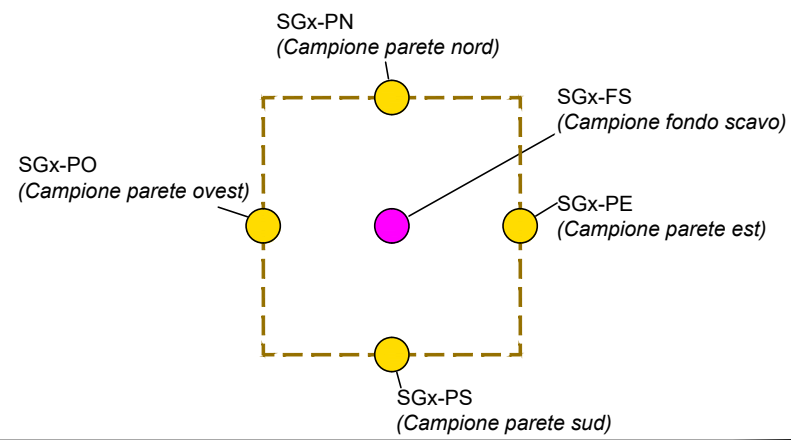 SGx-PN
(Campione parete nord)
SGx-FS
(Campione fondo scavo)
SGx-PO
(Campione parete ovest)
SGx-PE
(Campione parete est)
SGx-PS
(Campione parete sud)